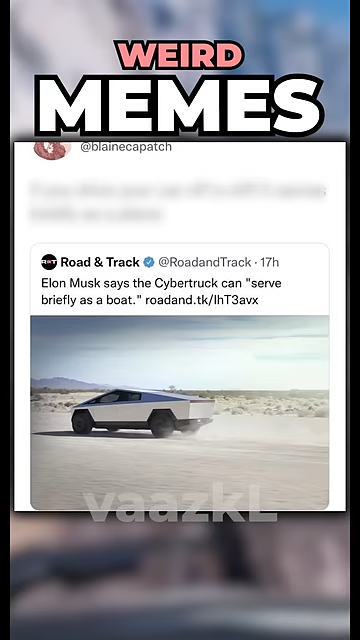 WEIRD
MEMES
@blainecapatch
Road & Track @RoadandTrack · 17h
Elon Musk says the Cybertruck can "serve
briefly as a boat." roadand.tk/IhT3avx
vaazkL